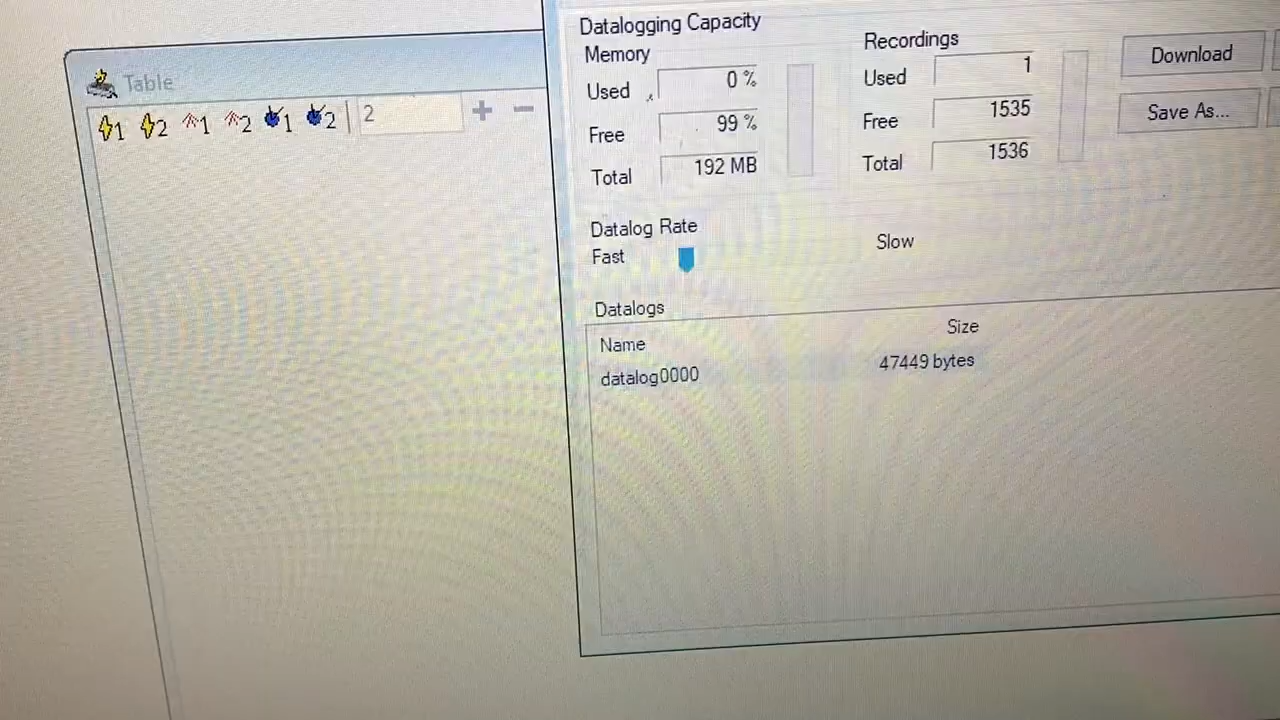 Table
1 2 1 2 1 2 2
Datalogging Capacity
Memory
Used 0 %
Free 99 %
Total 192 MB
Recordings
Used 1
Free 1535
Total 1536
Download
Save As...
Datalog Rate
Fast Slow
Datalogs
Name Size
datalog0000 47449 bytes